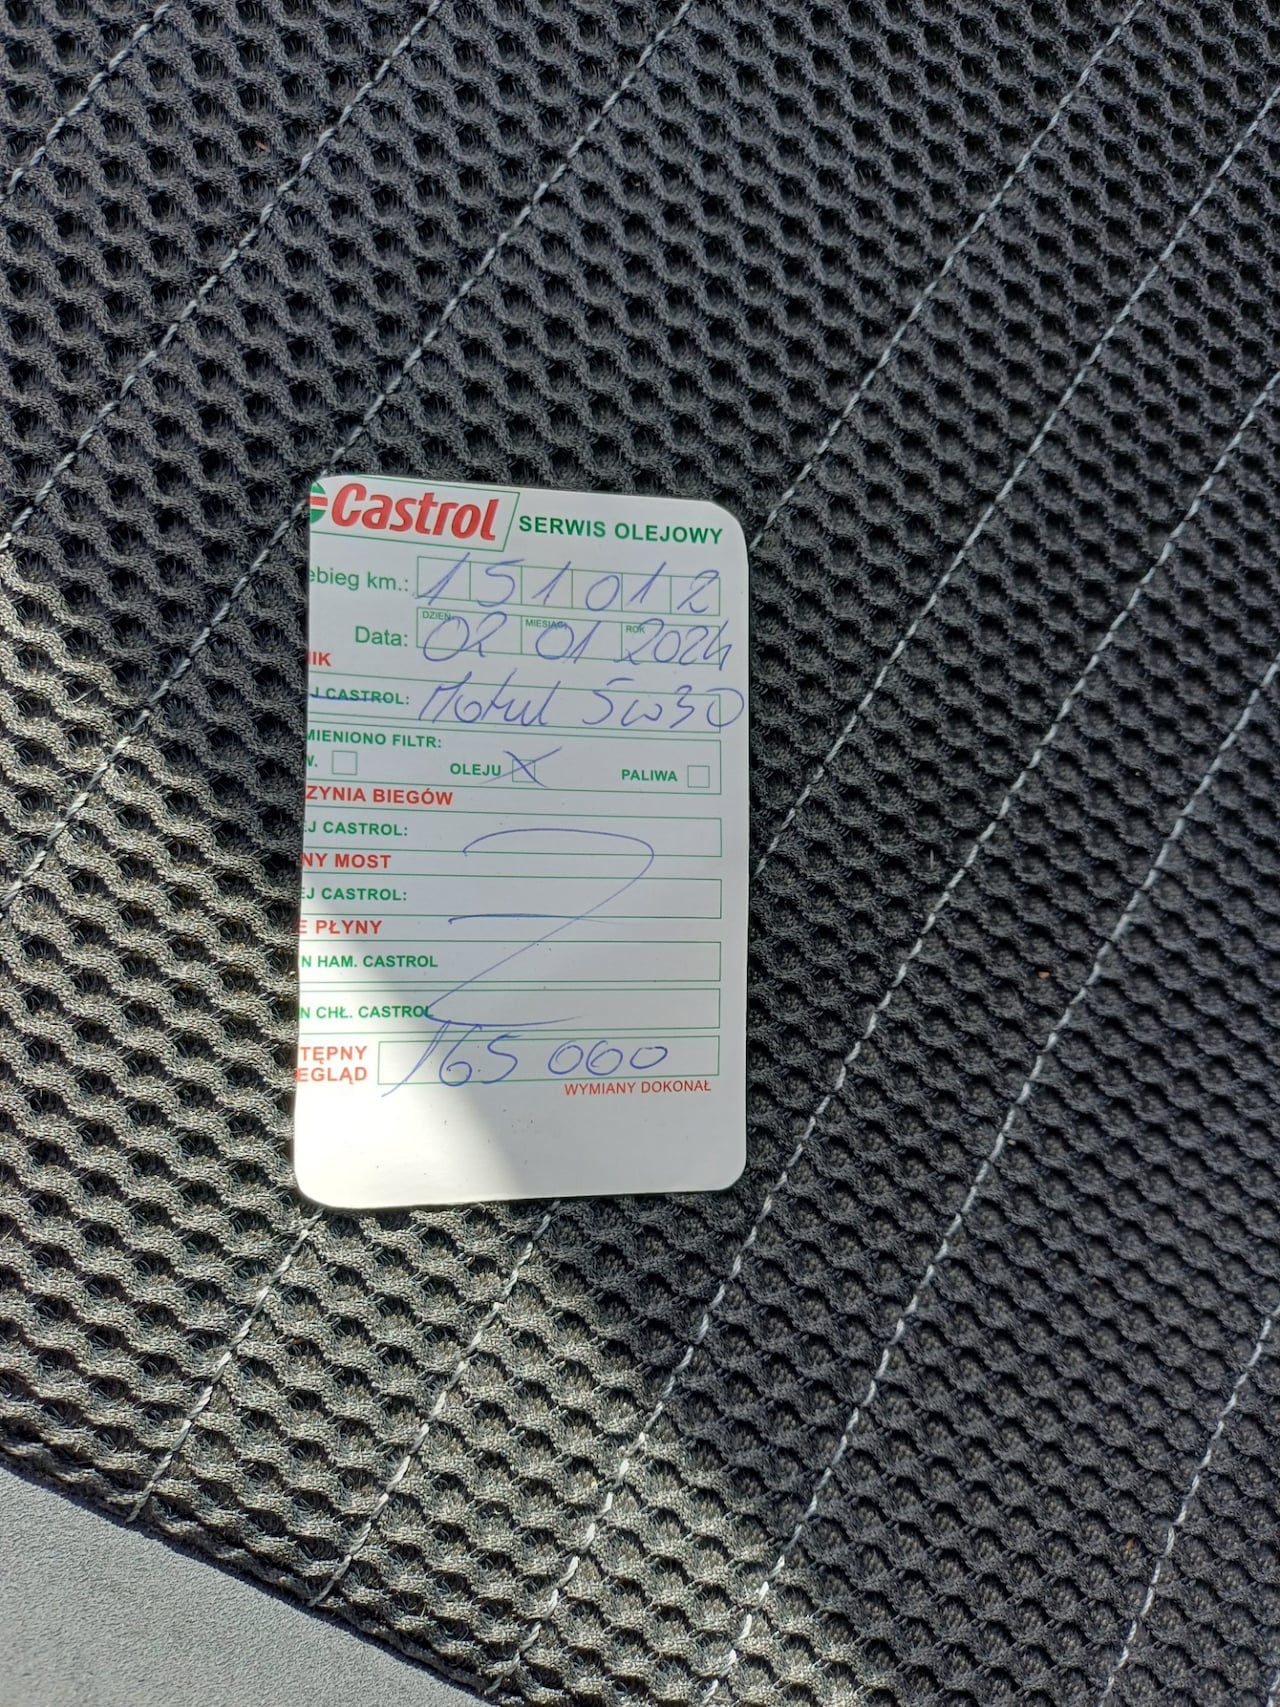 Castrol SERWIS OLEJOWY
ebieg km.: 151012
DZIEŃ MIESIĄC ROK
Data: 02 01 2024
IK
J CASTROL: Motul 5w30
MIENIONO FILTR:
W. OLEJU X PALIWA
ZYNIA BIEGÓW
EJ CASTROL:
NY MOST
EJ CASTROL:
E PŁYNY
N HAM. CASTROL
N CHŁ. CASTROL
TĘPNY
EGLĄD 165 000
WYMIANY DOKONAŁ